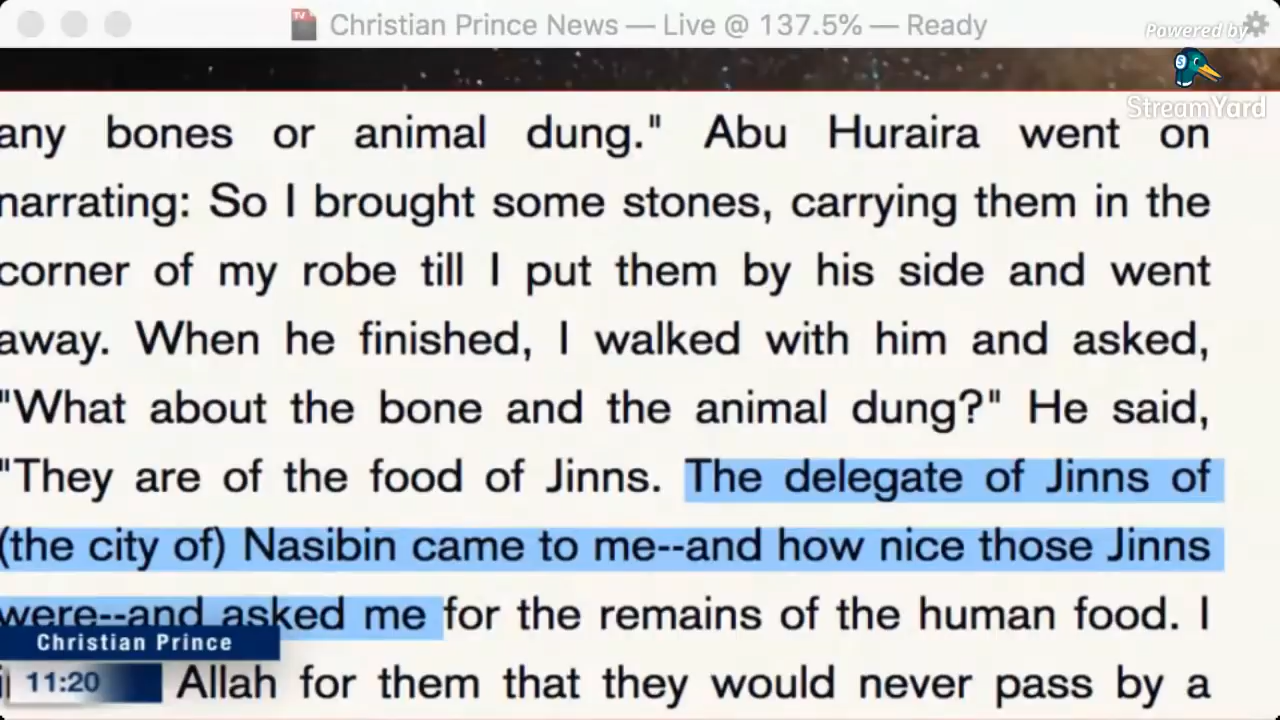 Christian Prince News — Live @ 137.5% — Ready
Powered by
StreamYard
any bones or animal dung." Abu Huraira went on
narrating: So I brought some stones, carrying them in the
corner of my robe till I put them by his side and went
away. When he finished, I walked with him and asked,
"What about the bone and the animal dung?" He said,
"They are of the food of Jinns. The delegate of Jinns of
(the city of) Nasibin came to me--and how nice those Jinns
were--and asked me for the remains of the human food. I
Allah for them that they would never pass by a
Christian Prince
11:20